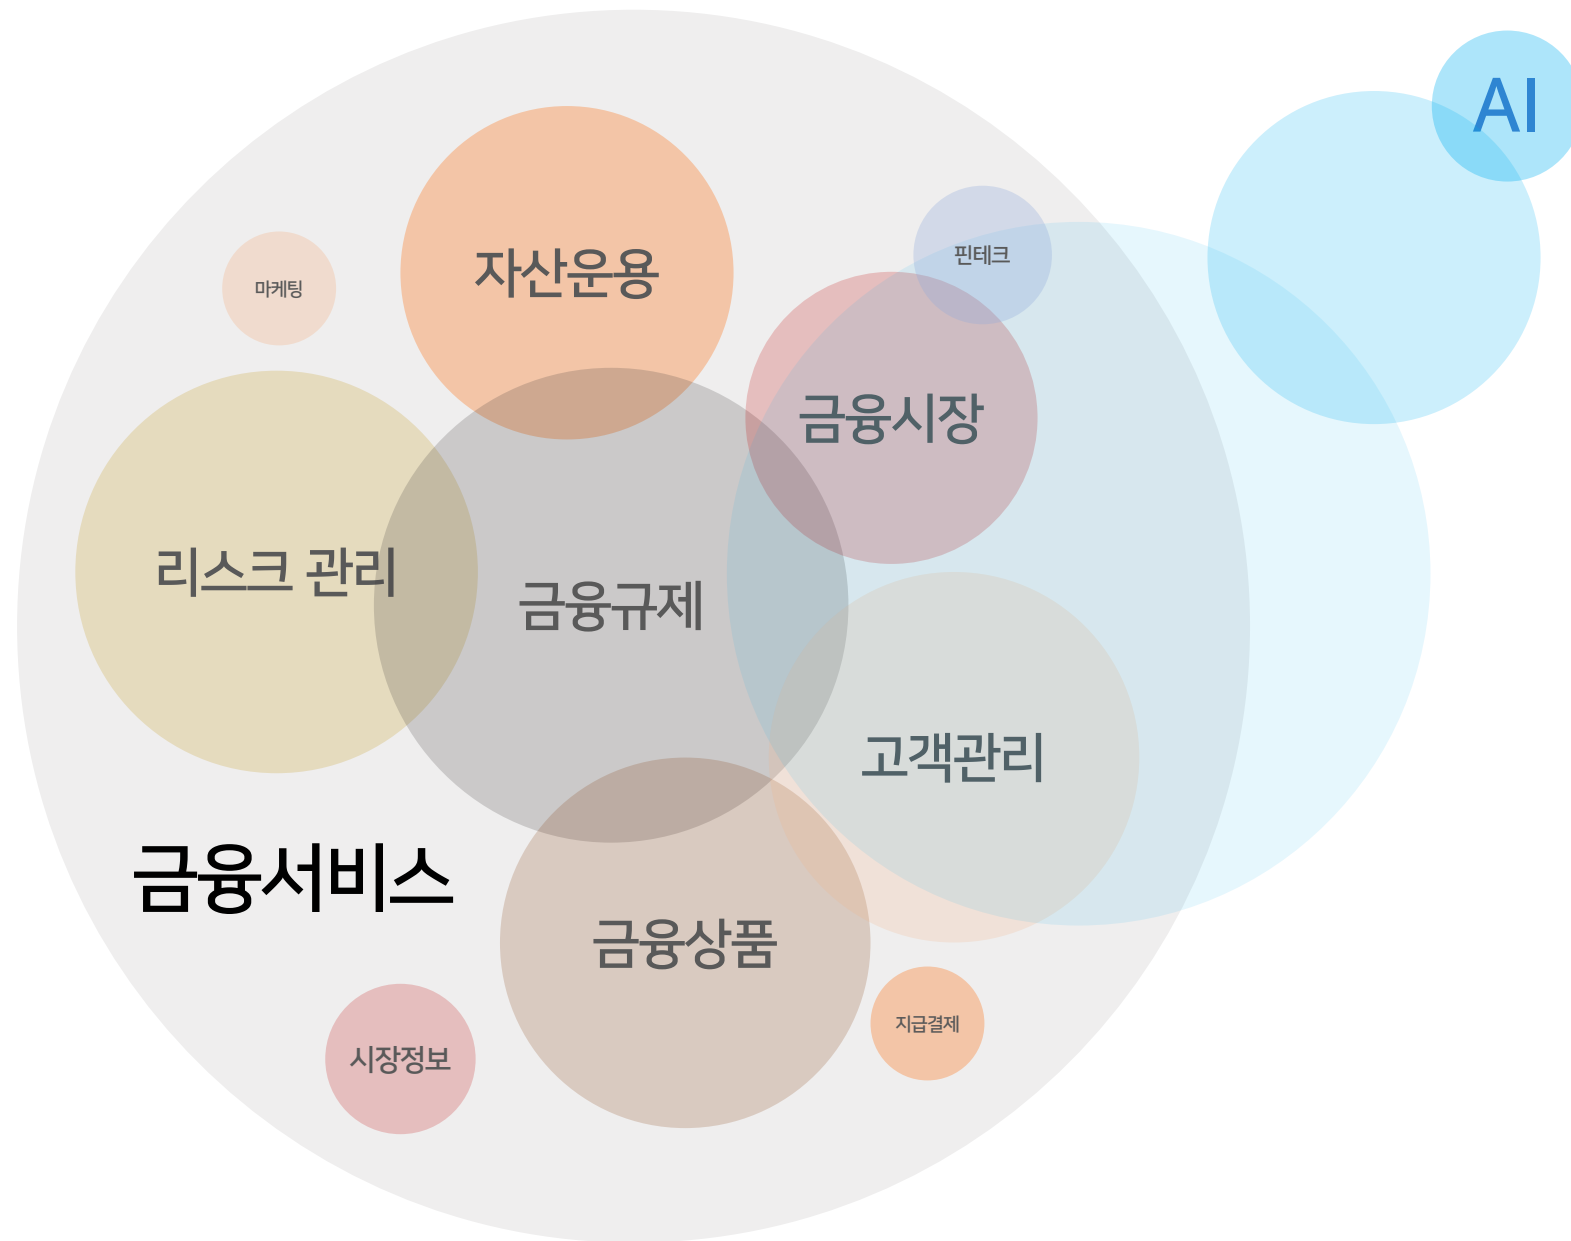 AI
핀테크
자산운용
마케팅
금융시장
리스크 관리
금융규제
고객관리
금융서비스
금융상품
지급결제
시장정보